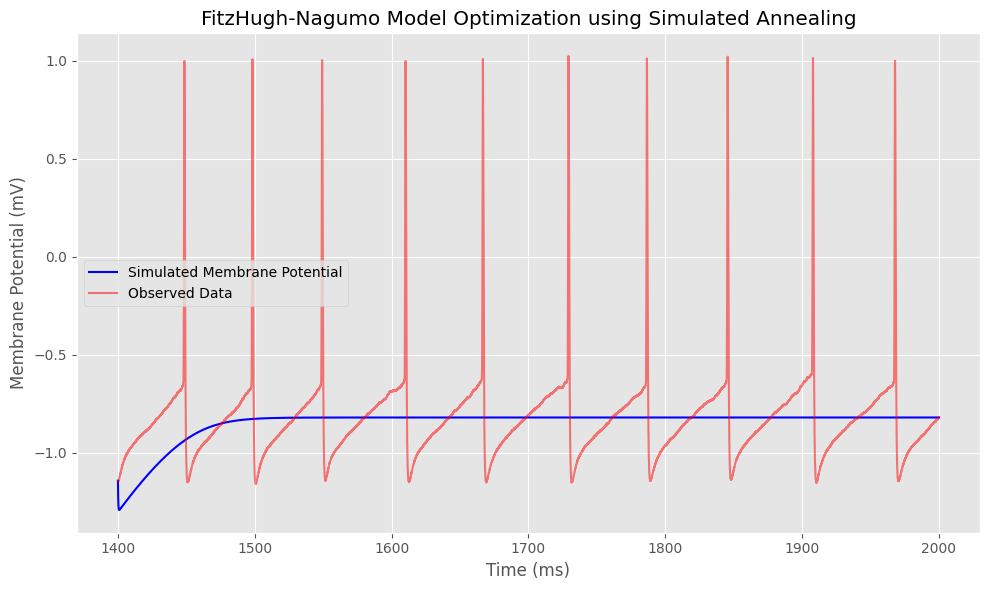 FitzHugh-Nagumo Model Optimization using Simulated Annealing
Membrane Potential (mV)
1.0
0.5
0.0
−0.5
−1.0
Simulated Membrane Potential
Observed Data
1400 1500 1600 1700 1800 1900 2000
Time (ms)